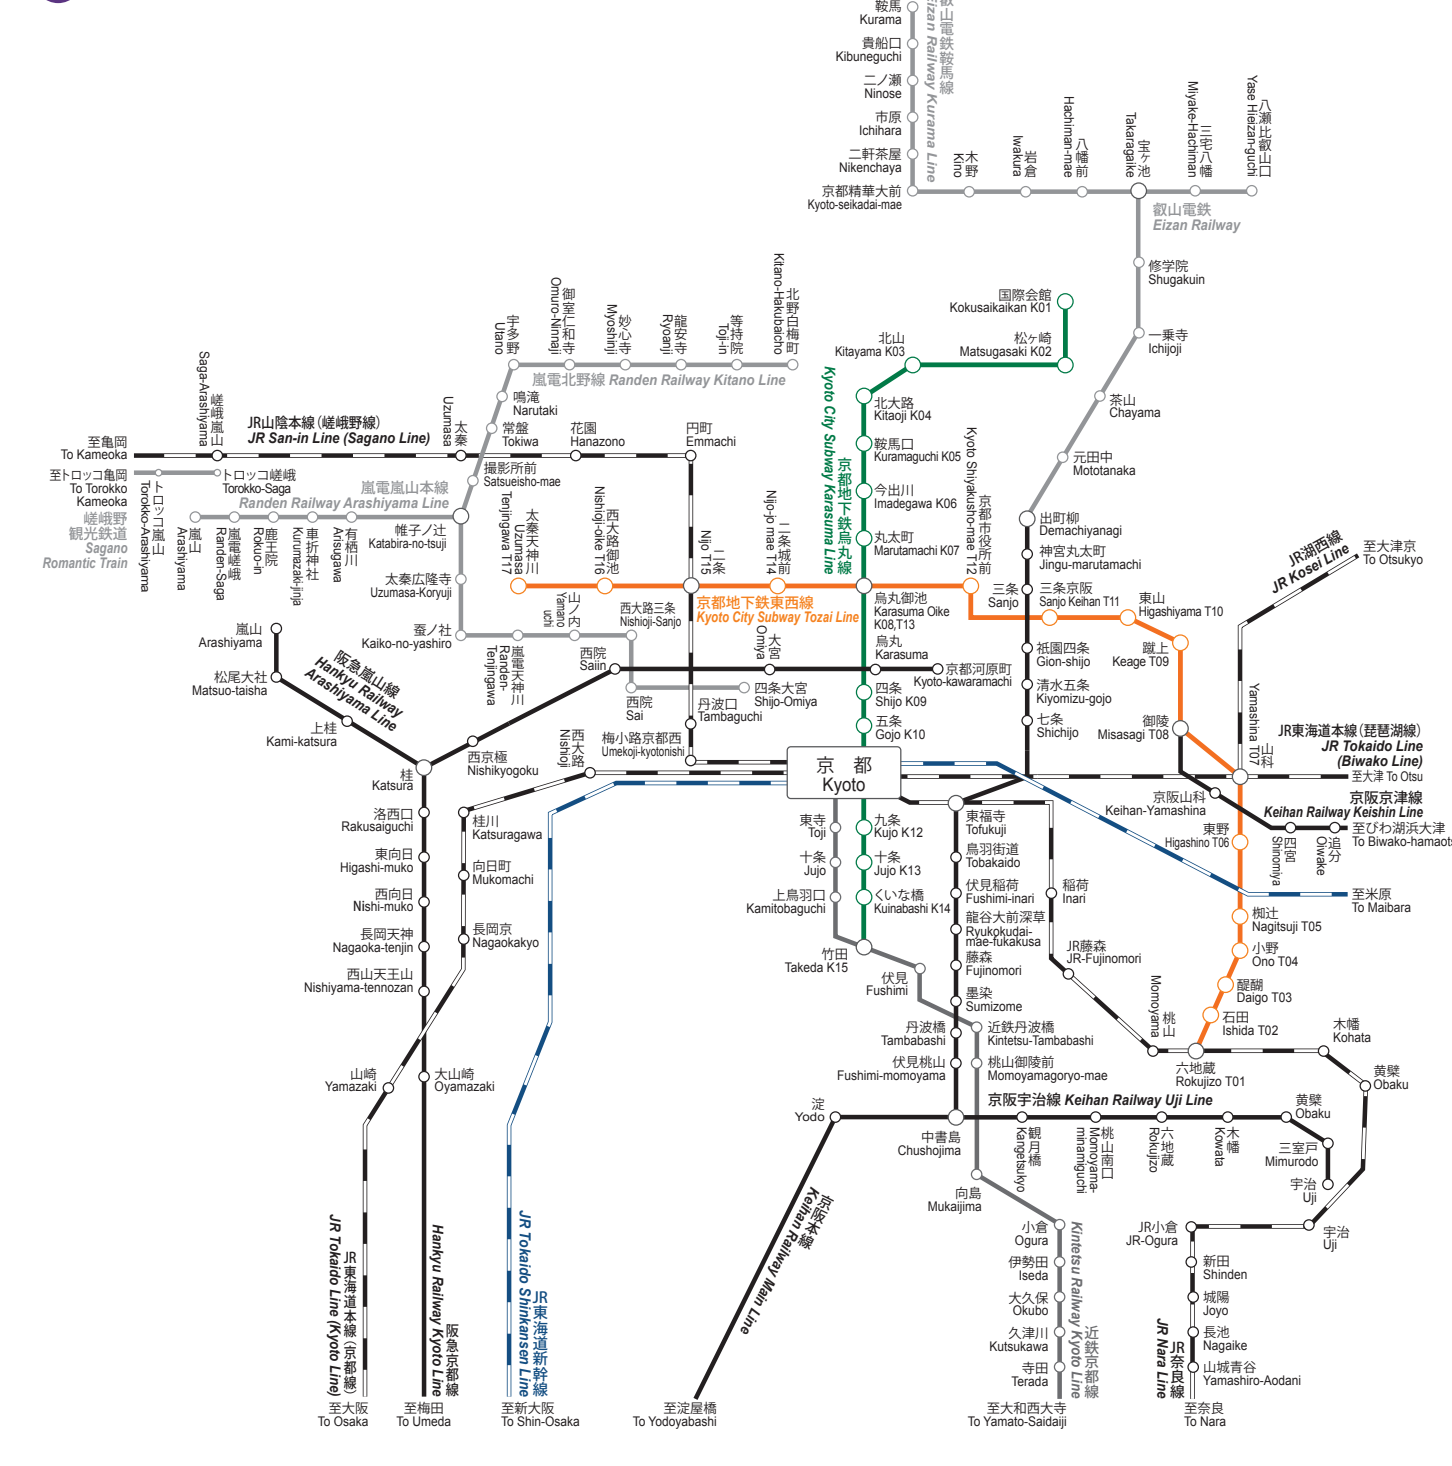 鞍馬
Kurama
貴船口
Kibuneguchi
二ノ瀬
Ninose
市原
Ichihara
二軒茶屋
Nikenchaya
京都精華大前
Kyoto-seikadai-mae
叡山電鉄鞍馬線
Eizan Railway Kurama Line
木野
Kino
岩倉
Iwakura
八幡前
Hachiman-mae
宝ヶ池
Takaragaike
三宅八幡
Miyake-Hachiman
八瀬比叡山口
Yase Hieizan-guchi
叡山電鉄
Eizan Railway
修学院
Shugakuin
一乗寺
Ichijoji
茶山
Chayama
元田中
Mototanaka
出町柳
Demachiyanagi
神宮丸太町
Jingu-marutamachi
三条
Sanjo
三条京阪
Sanjo Keihan T11
東山
Higashiyama T10
蹴上
Keage T09
御陵
Misasagi T08
祇園四条
Gion-shijo
清水五条
Kiyomizu-gojo
七条
Shichijo
国際会館
Kokusaikaikan K01
松ヶ崎
Matsugasaki K02
北山
Kitayama K03
北大路
Kitaoji K04
鞍馬口
Kuramaguchi K05
今出川
Imadegawa K06
丸太町
Marutamachi K07
京都地下鉄烏丸線
Kyoto City Subway Karasuma Line
京都市役所前
Kyoto Shiyakusho-mae T12
烏丸御池
Karasuma Oike
K08,T13
烏丸
Karasuma
四条
Shijo K09
五条
Gojo K10
京都河原町
Kyoto-kawaramachi
北野白梅町
Kitano-Hakubaicho
等持院
Toji-in
龍安寺
Ryoanji
妙心寺
Myoshinji
御室仁和寺
Omuro-Ninnaji
宇多野
Utano
嵐電北野線 Randen Railway Kitano Line
鳴滝
Narutaki
常盤
Tokiwa
撮影所前
Satsueisho-mae
花園
Hanazono
円町
Emmachi
太秦
Uzumasa
嵯峨嵐山
Saga-Arashiyama
JR山陰本線(嵯峨野線)
JR San-in Line (Sagano Line)
至亀岡
To Kameoka
至トロッコ亀岡
To Torokko
Kameoka
嵯峨野
観光鉄道
Sagano
Romantic Train
トロッコ嵯峨
Torokko-Saga
トロッコ嵐山
Torokko-Arashiyama
嵐電嵐山本線
Randen Railway Arashiyama Line
嵐山
Arashiyama
嵐電嵯峨
Randen-Saga
鹿王院
Rokuo-in
車折神社
Kurumazaki-jinja
有栖川
Arisugawa
帷子ノ辻
Katabira-no-tsuji
太秦広隆寺
Uzumasa-Koryuji
蚕ノ社
Kaiko-no-yashiro
嵐電天神川
Randen-
Tenjingawa
山ノ内
Yamano
uchi
西大路三条
Nishioji-Sanjo
西院
Sai
四条大宮
Shijo-Omiya
太秦天神川
Uzumasa
Tenjingawa T17
西大路御池
Nishioji-oike T16
二条
Nijo T15
二条城前
Nijo-jo mae T14
京都地下鉄東西線
Kyoto City Subway Tozai Line
大宮
Omiya
西院
Saiin
丹波口
Tambaguchi
梅小路京都西
Umekoji-kyotonishi
嵐山
Arashiyama
松尾大社
Matsuo-taisha
上桂
Kami-katsura
阪急嵐山線
Hankyu Railway
Arashiyama Line
桂
Katsura
西京極
Nishikyogoku
西大路
Nishioji
京都
Kyoto
洛西口
Rakusaiguchi
東向日
Higashi-muko
西向日
Nishi-muko
長岡天神
Nagaoka-tenjin
西山天王山
Nishiyama-tennozan
大山崎
Oyamazaki
桂川
Katsuragawa
向日町
Mukomachi
長岡京
Nagaokakyo
山崎
Yamazaki
JR東海道本線(京都線)
JR Tokaido Line (Kyoto Line)
至大阪
To Osaka
阪急京都線
Hankyu Railway Kyoto Line
至梅田
To Umeda
JR東海道新幹線
JR Tokaido Shinkansen Line
至新大阪
To Shin-Osaka
東寺
Toji
十条
Jujo
上鳥羽口
Kamitobaguchi
九条
Kujo K12
十条
Jujo K13
くいな橋
Kuinabashi K14
竹田
Takeda K15
伏見
Fushimi
近鉄丹波橋
Kintetsu-Tambabashi
桃山御陵前
Momoyamagoryo-mae
向島
Mukaijima
小倉
Ogura
伊勢田
Iseda
大久保
Okubo
久津川
Kutsukawa
寺田
Terada
近鉄京都線
Kintetsu Railway Kyoto Line
至大和西大寺
To Yamato-Saidaiji
東福寺
Tofukuji
鳥羽街道
Tobakaido
伏見稲荷
Fushimi-inari
龍谷大前深草
Ryukokudai-
mae-fukakusa
藤森
Fujinomori
墨染
Sumizome
丹波橋
Tambabashi
伏見桃山
Fushimi-momoyama
中書島
Chushojima
淀
Yodo
京阪本線
Keihan Railway Main Line
至淀屋橋
To Yodoyabashi
京阪宇治線 Keihan Railway Uji Line
観月橋
Kangetsukyo
桃山南口
Momoyama-
minamiguchi
六地蔵
Rokujizo
木幡
Kowata
黄檗
Obaku
三室戸
Mimurodo
宇治
Uji
稲荷
Inari
JR藤森
JR-Fujinomori
桃山
Momoyama
六地蔵
Rokujizo T01
木幡
Kohata
黄檗
Obaku
宇治
Uji
JR小倉
JR-Ogura
新田
Shinden
城陽
Joyo
長池
Nagaike
山城青谷
Yamashiro-Aodani
JR奈良線
JR Nara Line
至奈良
To Nara
JR湖西線
JR Kosei Line
至大津京
To Otsukyo
山科
Yamashina T07
JR東海道本線(琵琶湖線)
JR Tokaido Line
(Biwako Line)
至大津 To Otsu
京阪京津線
Keihan Railway Keishin Line
京阪山科
Keihan-Yamashina
四宮
Shinomiya
追分
Oiwake
至びわ湖浜大津
To Biwako-hamaots
至米原
To Maibara
東野
Higashino T06
椥辻
Nagitsuji T05
小野
Ono T04
醍醐
Daigo T03
石田
Ishida T02